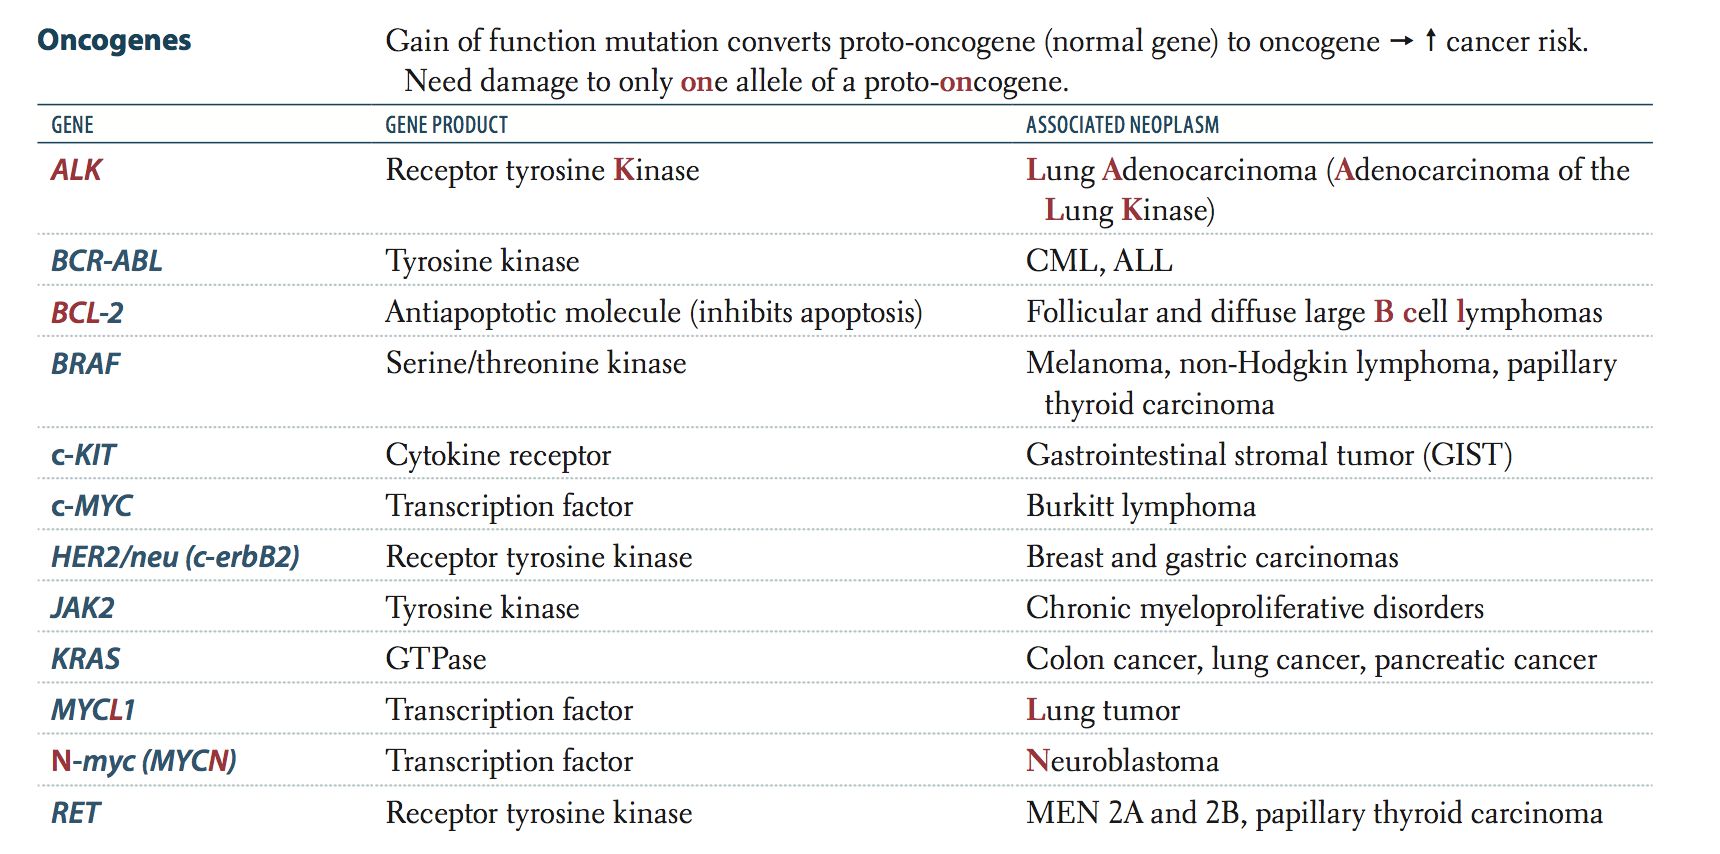 Oncogenes Gain of function mutation converts proto-oncogene (normal gene) to oncogene → ↑ cancer risk.
Need damage to only one allele of a proto-oncogene.
GENE GENE PRODUCT ASSOCIATED NEOPLASM
ALK Receptor tyrosine Kinase Lung Adenocarcinoma (Adenocarcinoma of the
Lung Kinase)
BCR-ABL Tyrosine kinase CML, ALL
BCL-2 Antiapoptotic molecule (inhibits apoptosis) Follicular and diffuse large B cell lymphomas
BRAF Serine/threonine kinase Melanoma, non-Hodgkin lymphoma, papillary
thyroid carcinoma
c-KIT Cytokine receptor Gastrointestinal stromal tumor (GIST)
c-MYC Transcription factor Burkitt lymphoma
HER2/neu (c-erbB2) Receptor tyrosine kinase Breast and gastric carcinomas
JAK2 Tyrosine kinase Chronic myeloproliferative disorders
KRAS GTPase Colon cancer, lung cancer, pancreatic cancer
MYCL1 Transcription factor Lung tumor
N-myc (MYCN) Transcription factor Neuroblastoma
RET Receptor tyrosine kinase MEN 2A and 2B, papillary thyroid carcinoma